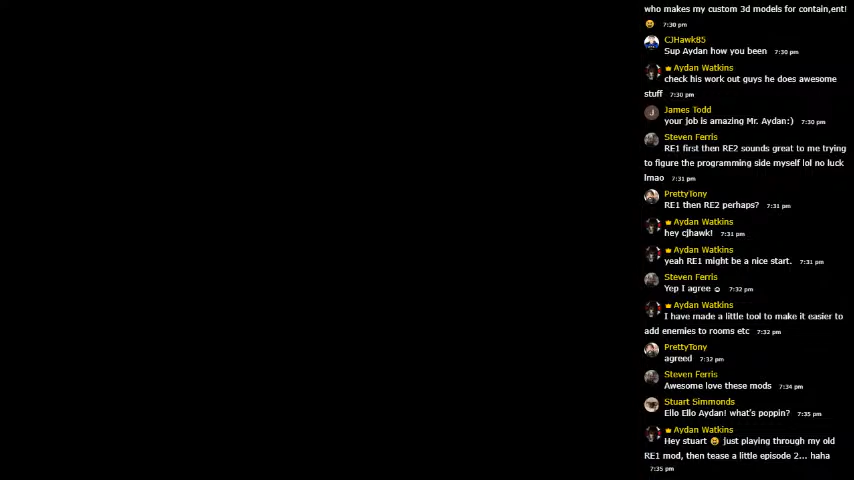 who makes my custom 3d models for contain,ent!
7:30 pm
CJHawk85
Sup Aydan how you been 7:30 pm
Aydan Watkins
check his work out guys he does awesome
stuff 7:30 pm
J James Todd
your job is amazing Mr. Aydan:) 7:30 pm
Steven Ferris
RE1 first then RE2 sounds great to me trying
to figure the programming side myself lol no luck
lmao 7:31 pm
PrettyTony
RE1 then RE2 perhaps? 7:31 pm
Aydan Watkins
hey cjhawk! 7:31 pm
Aydan Watkins
yeah RE1 might be a nice start. 7:31 pm
Steven Ferris
Yep I agree ☺ 7:32 pm
Aydan Watkins
I have made a little tool to make it easier to
add enemies to rooms etc 7:32 pm
PrettyTony
agreed 7:32 pm
Steven Ferris
Awesome love these mods 7:34 pm
Stuart Simmonds
Ello Ello Aydan! what's poppin? 7:35 pm
Aydan Watkins
Hey stuart 😀 just playing through my old
RE1 mod, then tease a little episode 2... haha
7:35 pm